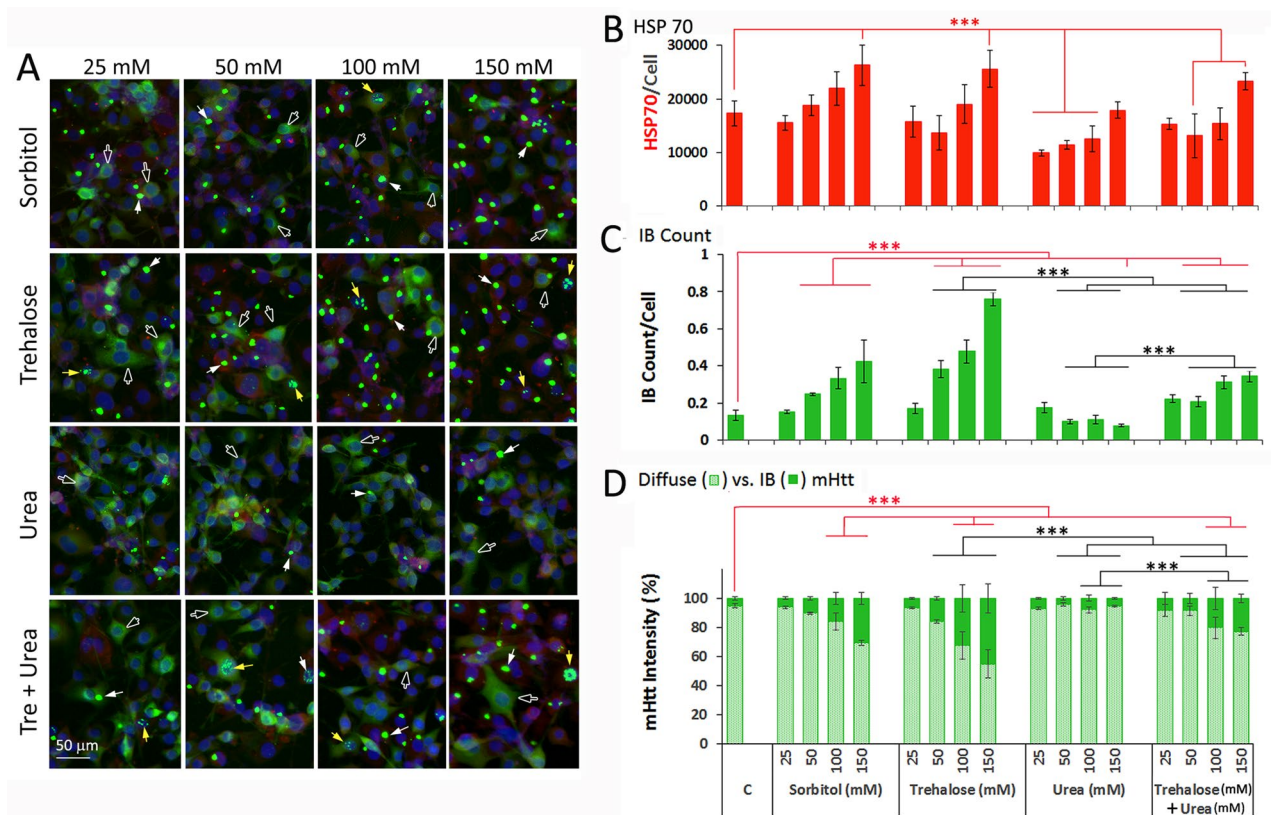 A
25 mM 50 mM 100 mM 150 mM
Sorbitol
Trehalose
Urea
Tre + Urea
50 µm
B HSP 70
***
HSP70/Cell
30000
20000
10000
0
C IB Count
***
***
***
IB Count/Cell
1
0.8
0.6
0.4
0.2
0
D Diffuse ( ) vs. IB ( ) mHtt
***
***
***
mHtt Intensity (%)
100
80
60
40
20
0
25 50 100 150 25 50 100 150 25 50 100 150 25 50 100 150
C Sorbitol (mM) Trehalose (mM) Urea (mM) Trehalose (mM)
+ Urea (mM)